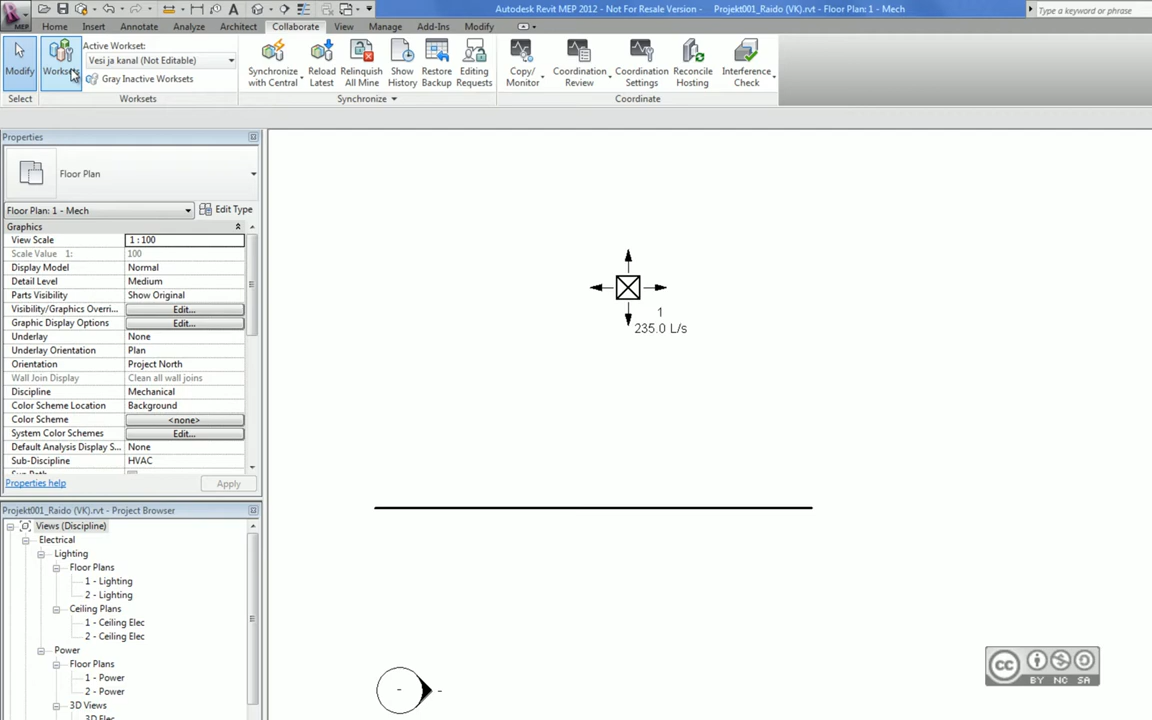 Autodesk Revit MEP 2012 - Not For Resale Version - Projekt001_Raido (VK).rvt - Floor Plan: 1 - Mech
Type a keyword or phrase
MEP
Home Insert Annotate Analyze Architect Collaborate View Manage Add-Ins Modify
Active Workset:
Vesi ja kanal (Not Editable)
Gray Inactive Worksets
Modify
Synchronize with Central
Reload Latest
Relinquish All Mine
Show History
Restore Backup
Editing Requests
Copy/ Monitor
Coordination Review
Coordination Settings
Reconcile Hosting
Interference Check
Select Worksets Synchronize Coordinate
Properties
Floor Plan
Floor Plan: 1 - Mech Edit Type
Graphics
View Scale 1 : 100
Scale Value 1: 100
Display Model Normal
Detail Level Medium
Parts Visibility Show Original
Visibility/Graphics Overri... Edit...
Graphic Display Options Edit...
Underlay None
Underlay Orientation Plan
Orientation Project North
Wall Join Display Clean all wall joins
Discipline Mechanical
Color Scheme Location Background
Color Scheme <none>
System Color Schemes Edit...
Default Analysis Display S... None
Sub-Discipline HVAC
Properties help Apply
Projekt001_Raido (VK).rvt - Project Browser
Views (Discipline)
Electrical
Lighting
Floor Plans
1 - Lighting
2 - Lighting
Ceiling Plans
1 - Ceiling Elec
2 - Ceiling Elec
Power
Floor Plans
1 - Power
2 - Power
3D Views
1
235.0 L/s
- -
cc
BY NC SA